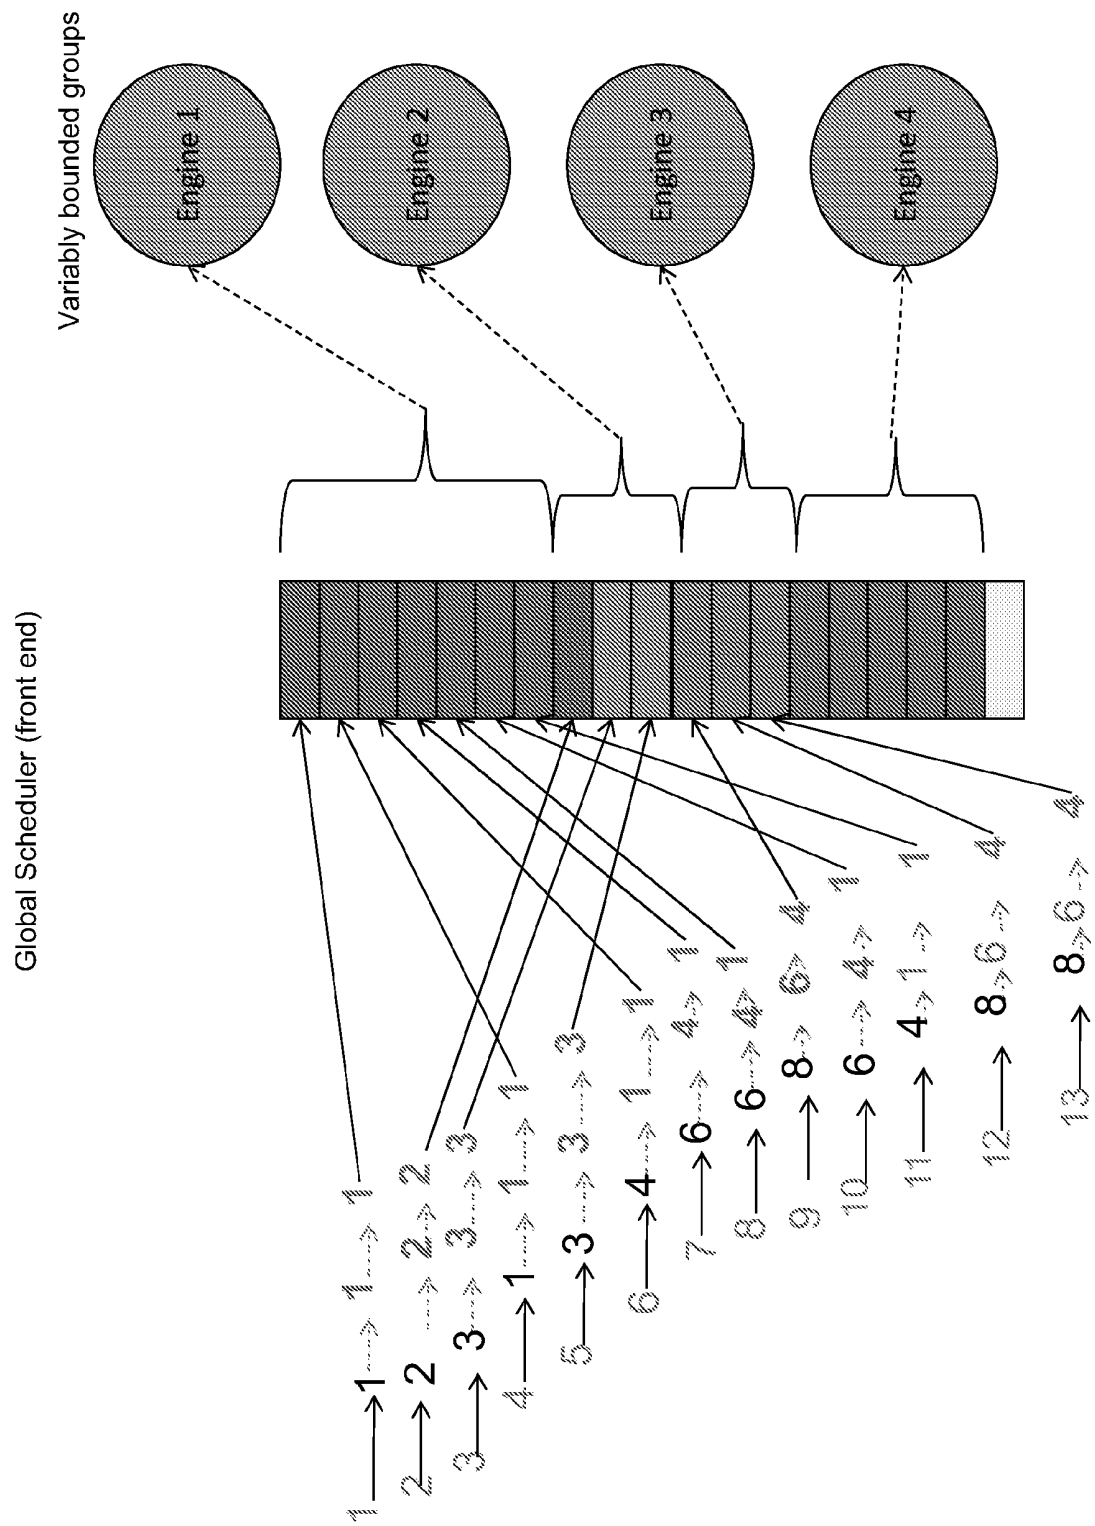 Global Scheduler (front end)
Variably bounded groups
Engine 1
Engine 2
Engine 3
Engine 4
1 1 1 1
2 2 2 2
3 3 3 3
4 1 1 1
5 3 3 3
6 4 1 1
7 6 4 1
8 6 4 1
9 8 6 4
10 6 4 1
11 4 1 1
12 8 6 4
13 8 6 4